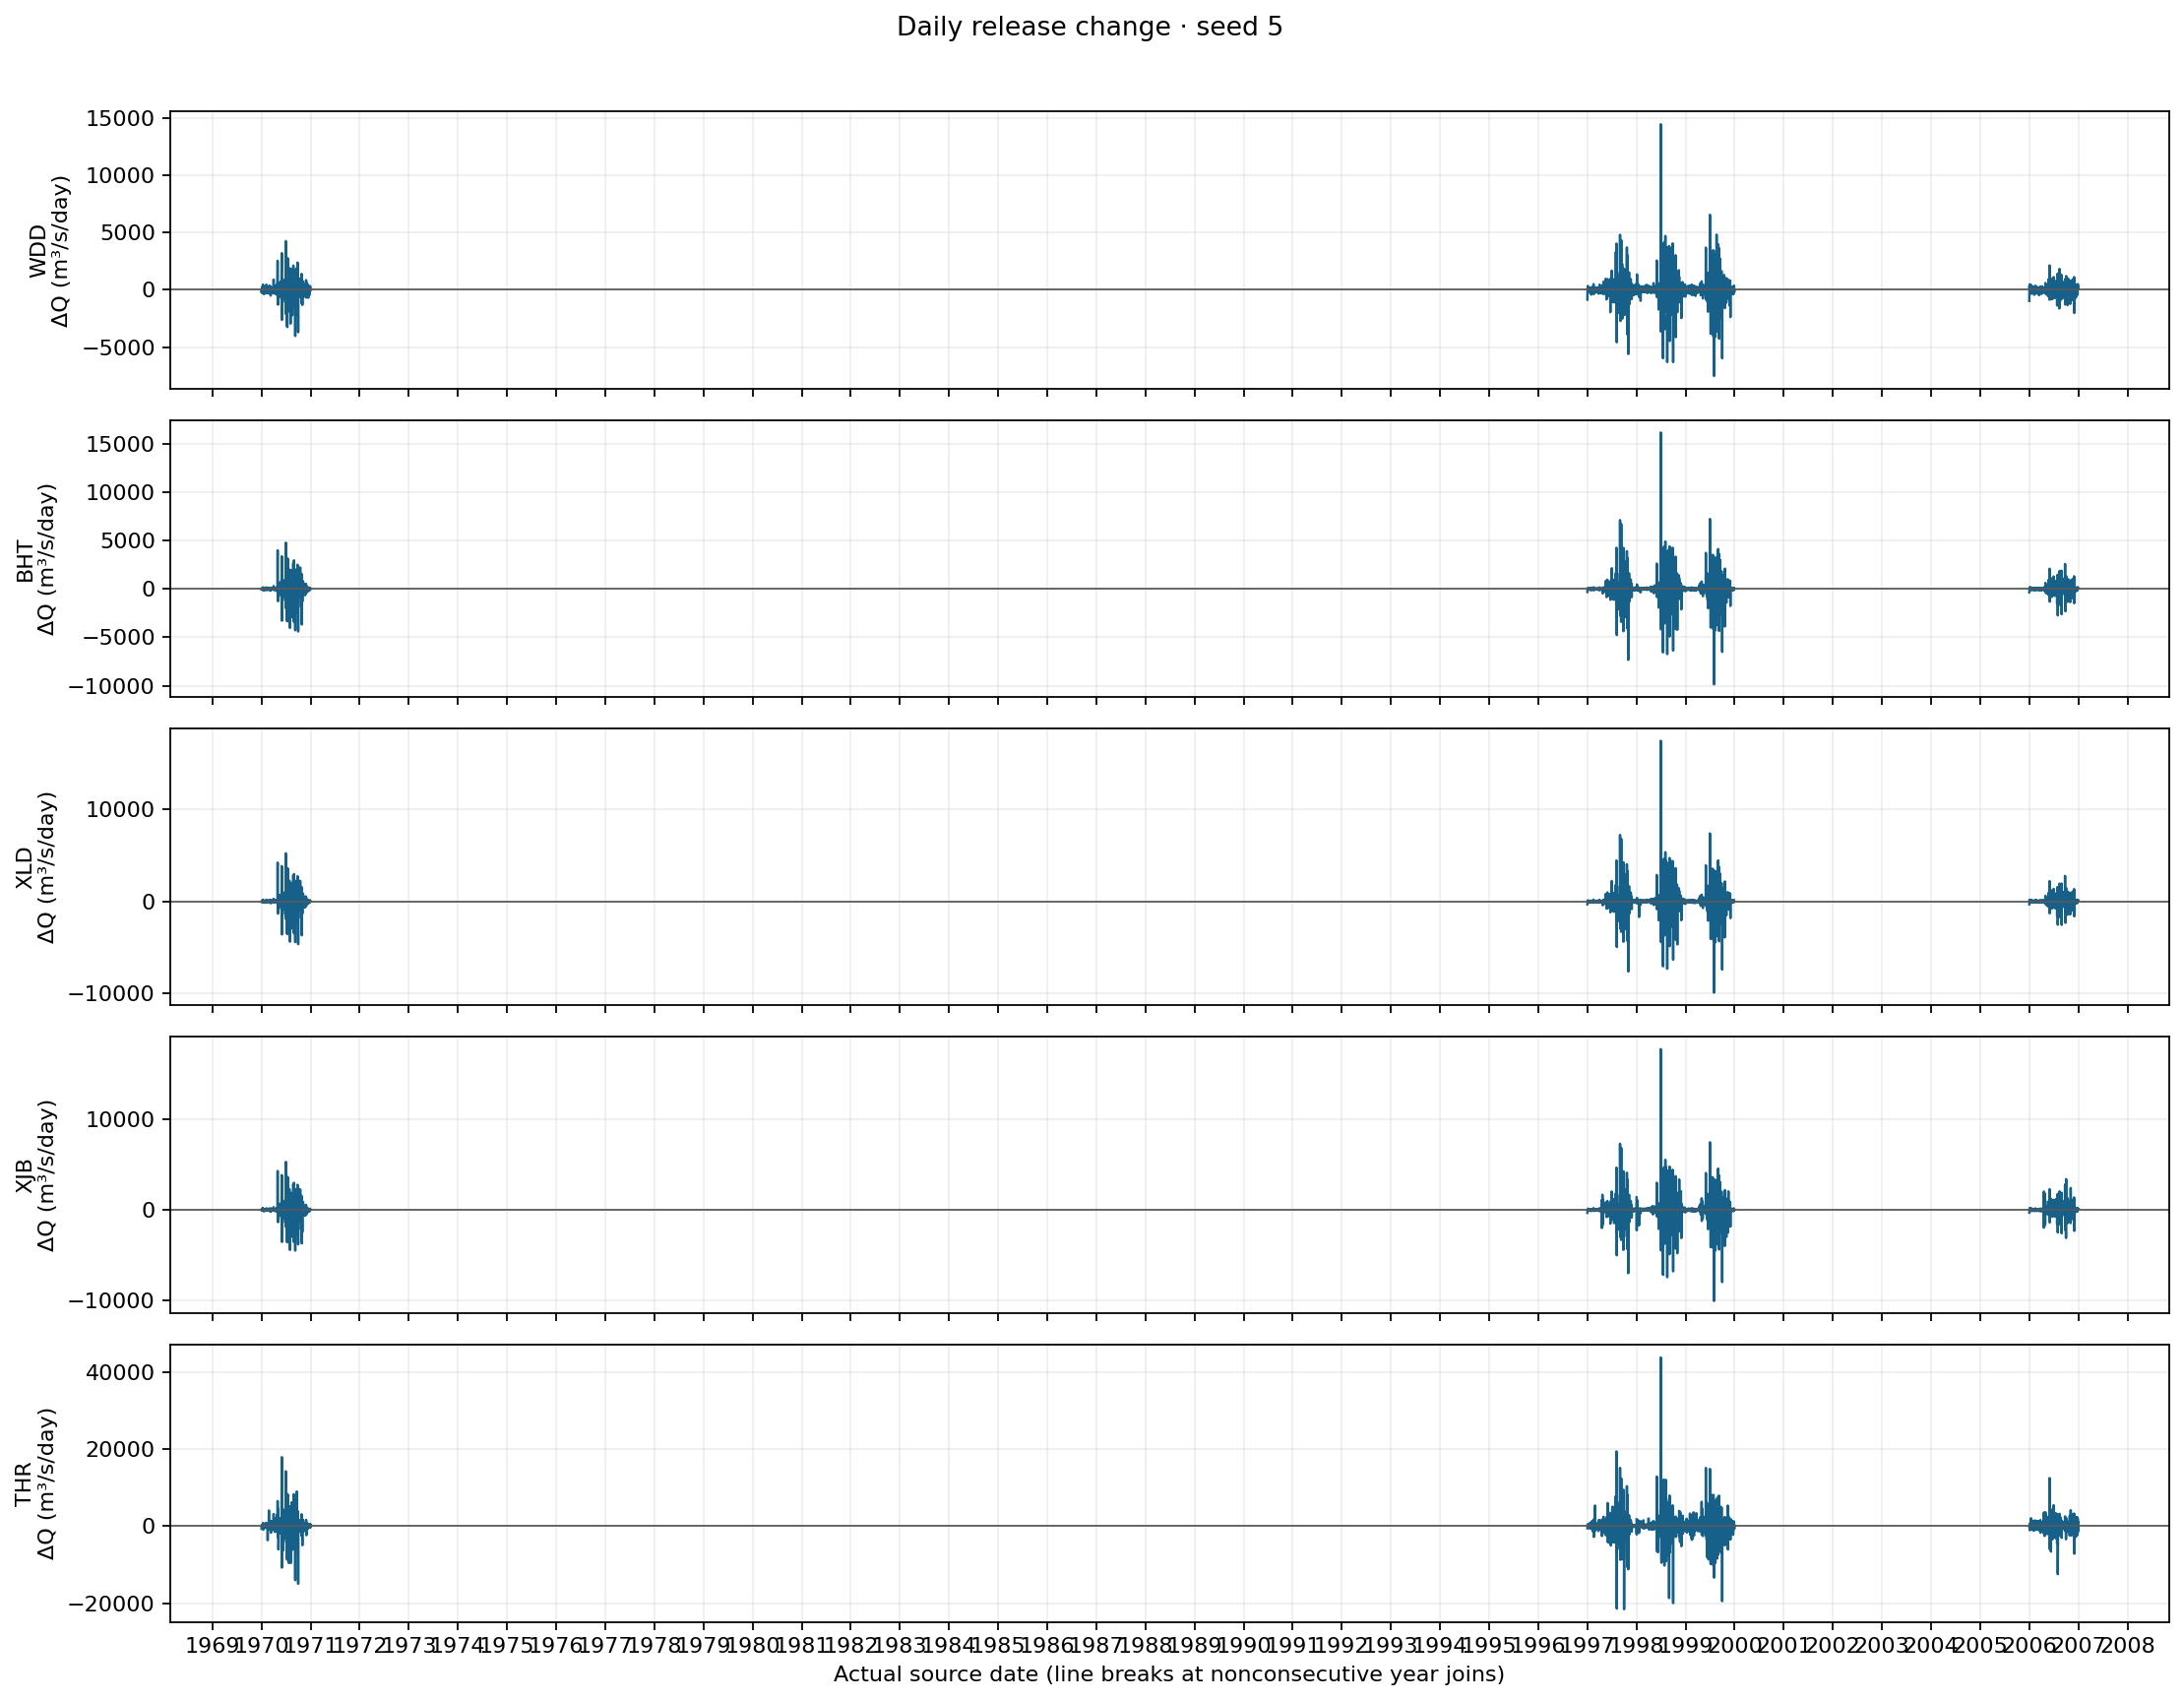 Daily release change · seed 5
WDD
ΔQ (m³/s/day)
15000
10000
5000
0
−5000
BHT
ΔQ (m³/s/day)
15000
10000
5000
0
−5000
−10000
XLD
ΔQ (m³/s/day)
10000
0
−10000
XJB
ΔQ (m³/s/day)
10000
0
−10000
THR
ΔQ (m³/s/day)
40000
20000
0
−20000
1969 1970 1971 1972 1973 1974 1975 1976 1977 1978 1979 1980 1981 1982 1983 1984 1985 1986 1987 1988 1989 1990 1991 1992 1993 1994 1995 1996 1997 1998 1999 2000 2001 2002 2003 2004 2005 2006 2007 2008
Actual source date (line breaks at nonconsecutive year joins)